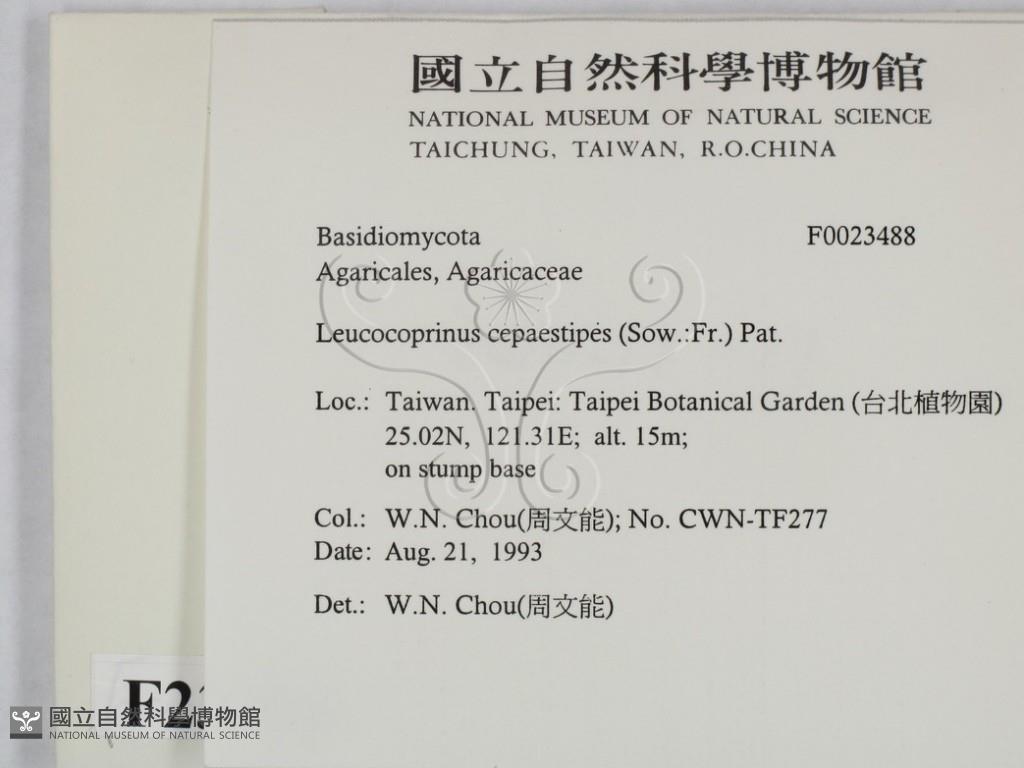 國立自然科學博物館
NATIONAL MUSEUM OF NATURAL SCIENCE
TAICHUNG, TAIWAN, R.O.CHINA
Basidiomycota F0023488
Agaricales, Agaricaceae
Leucocoprinus cepaestipes (Sow.:Fr.) Pat.
Loc.: Taiwan. Taipei: Taipei Botanical Garden (台北植物園)
25.02N, 121.31E; alt. 15m;
on stump base
Col.: W.N. Chou(周文能); No. CWN-TF277
Date: Aug. 21, 1993
Det.: W.N. Chou(周文能)
國立自然科學博物館
NATIONAL MUSEUM OF NATURAL SCIENCE